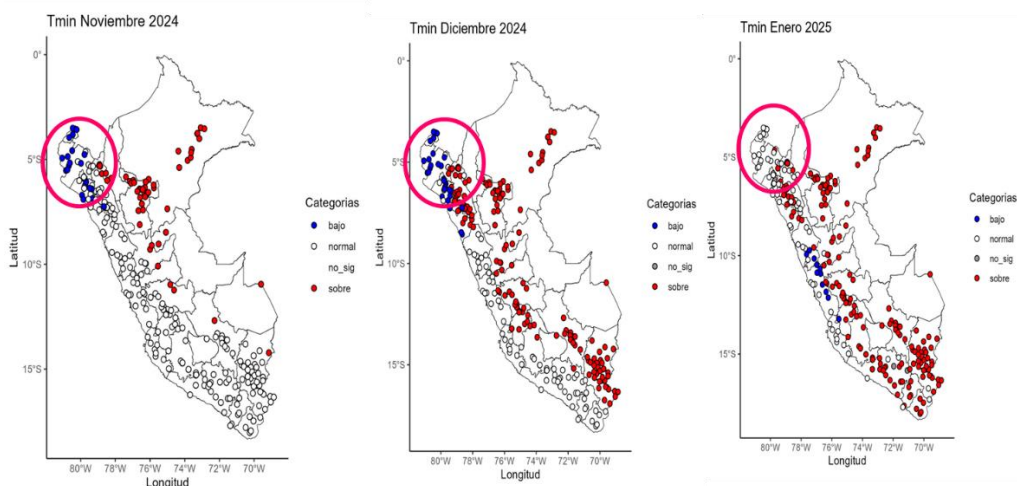 Tmin Noviembre 2024
0°
5°S
10°S
15°S
Latitud
80°W 78°W 76°W 74°W 72°W 70°W
Longitud
Categorias
bajo
normal
no_sig
sobre
Tmin Diciembre 2024
0°
5°S
10°S
15°S
Latitud
80°W 78°W 76°W 74°W 72°W 70°W
Longitud
Categorias
bajo
normal
no_sig
sobre
Tmin Enero 2025
0°
5°S
10°S
15°S
Latitud
80°W 78°W 76°W 74°W 72°W 70°W
Longitud
Categorias
bajo
normal
no_sig
sobre